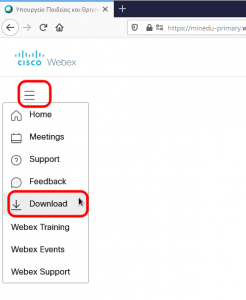 Υπουργείο Παιδείας και Θρησ
https://minedu-primary.w
CISCO Webex
Home
Meetings
Support
Feedback
Download
Webex Training
Webex Events
Webex Support